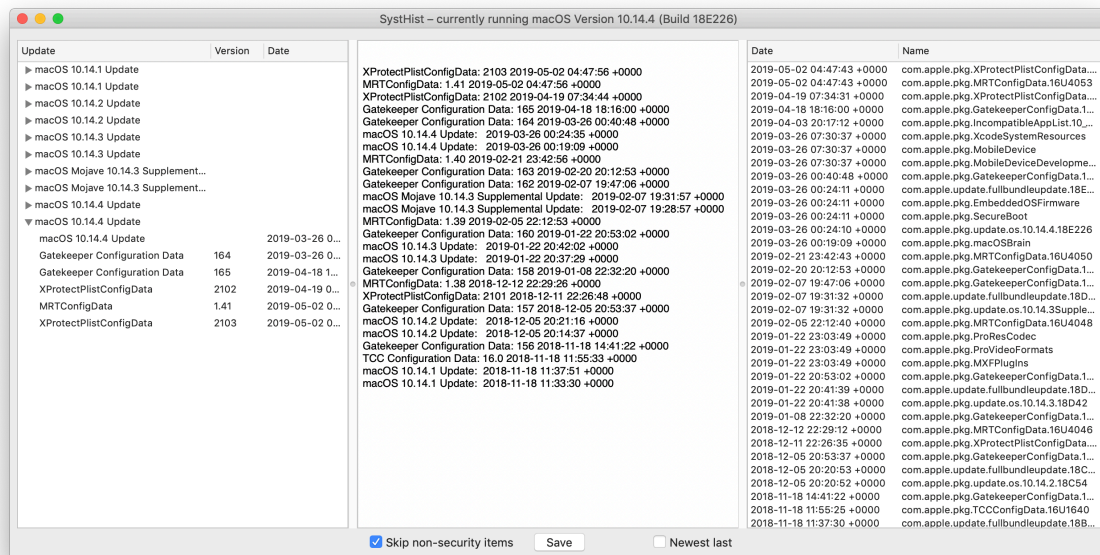 SystHist – currently running macOS Version 10.14.4 (Build 18E226)
Update Version Date
macOS 10.14.1 Update
macOS 10.14.1 Update
macOS 10.14.2 Update
macOS 10.14.2 Update
macOS 10.14.3 Update
macOS 10.14.3 Update
macOS Mojave 10.14.3 Supplement...
macOS Mojave 10.14.3 Supplement...
macOS 10.14.4 Update
macOS 10.14.4 Update
macOS 10.14.4 Update 2019-03-26 0...
Gatekeeper Configuration Data 164 2019-03-26 0...
Gatekeeper Configuration Data 165 2019-04-18 1...
XProtectPlistConfigData 2102 2019-04-19 0...
MRTConfigData 1.41 2019-05-02 0...
XProtectPlistConfigData 2103 2019-05-02 0...
XProtectPlistConfigData: 2103 2019-05-02 04:47:56 +0000
MRTConfigData: 1.41 2019-05-02 04:47:56 +0000
XProtectPlistConfigData: 2102 2019-04-19 07:34:44 +0000
Gatekeeper Configuration Data: 165 2019-04-18 18:16:00 +0000
Gatekeeper Configuration Data: 164 2019-03-26 00:40:48 +0000
macOS 10.14.4 Update:   2019-03-26 00:24:35 +0000
macOS 10.14.4 Update:   2019-03-26 00:19:09 +0000
MRTConfigData: 1.40 2019-02-21 23:42:56 +0000
Gatekeeper Configuration Data: 163 2019-02-20 20:12:53 +0000
Gatekeeper Configuration Data: 162 2019-02-07 19:47:06 +0000
macOS Mojave 10.14.3 Supplemental Update:   2019-02-07 19:31:57 +0000
macOS Mojave 10.14.3 Supplemental Update:   2019-02-07 19:28:57 +0000
MRTConfigData: 1.39 2019-02-05 22:12:53 +0000
Gatekeeper Configuration Data: 160 2019-01-22 20:53:02 +0000
macOS 10.14.3 Update:   2019-01-22 20:42:02 +0000
macOS 10.14.3 Update:   2019-01-22 20:37:29 +0000
Gatekeeper Configuration Data: 158 2019-01-08 22:32:20 +0000
MRTConfigData: 1.38 2018-12-12 22:29:26 +0000
XProtectPlistConfigData: 2101 2018-12-11 22:26:48 +0000
Gatekeeper Configuration Data: 157 2018-12-05 20:53:37 +0000
macOS 10.14.2 Update:   2018-12-05 20:21:16 +0000
macOS 10.14.2 Update:   2018-12-05 20:14:37 +0000
Gatekeeper Configuration Data: 156 2018-11-18 14:41:22 +0000
TCC Configuration Data: 16.0 2018-11-18 11:55:33 +0000
macOS 10.14.1 Update:   2018-11-18 11:37:51 +0000
macOS 10.14.1 Update:   2018-11-18 11:33:30 +0000
Date Name
2019-05-02 04:47:43 +0000 com.apple.pkg.XProtectPlistConfigData....
2019-05-02 04:47:43 +0000 com.apple.pkg.MRTConfigData.16U4053
2019-04-19 07:34:31 +0000 com.apple.pkg.XProtectPlistConfigData....
2019-04-18 18:16:00 +0000 com.apple.pkg.GatekeeperConfigData.1...
2019-04-03 20:17:12 +0000 com.apple.pkg.IncompatibleAppList.10_...
2019-03-26 07:30:37 +0000 com.apple.pkg.XcodeSystemResources
2019-03-26 07:30:37 +0000 com.apple.pkg.MobileDevice
2019-03-26 07:30:37 +0000 com.apple.pkg.MobileDeviceDevelopme...
2019-03-26 00:40:48 +0000 com.apple.pkg.GatekeeperConfigData.1...
2019-03-26 00:24:11 +0000 com.apple.update.fullbundleupdate.18E...
2019-03-26 00:24:11 +0000 com.apple.pkg.EmbeddedOSFirmware
2019-03-26 00:24:11 +0000 com.apple.pkg.SecureBoot
2019-03-26 00:24:10 +0000 com.apple.pkg.update.os.10.14.4.18E226
2019-03-26 00:19:09 +0000 com.apple.pkg.macOSBrain
2019-02-21 23:42:43 +0000 com.apple.pkg.MRTConfigData.16U4050
2019-02-20 20:12:53 +0000 com.apple.pkg.GatekeeperConfigData.1...
2019-02-07 19:47:06 +0000 com.apple.pkg.GatekeeperConfigData.1...
2019-02-07 19:31:32 +0000 com.apple.update.fullbundleupdate.18D...
2019-02-07 19:31:32 +0000 com.apple.pkg.update.os.10.14.3Supple...
2019-02-05 22:12:40 +0000 com.apple.pkg.MRTConfigData.16U4048
2019-01-22 23:03:49 +0000 com.apple.pkg.ProResCodec
2019-01-22 23:03:49 +0000 com.apple.pkg.ProVideoFormats
2019-01-22 23:03:49 +0000 com.apple.pkg.MXFPlugIns
2019-01-22 20:53:02 +0000 com.apple.pkg.GatekeeperConfigData.1...
2019-01-22 20:41:39 +0000 com.apple.update.fullbundleupdate.18D...
2019-01-22 20:41:38 +0000 com.apple.pkg.update.os.10.14.3.18D42
2019-01-08 22:32:20 +0000 com.apple.pkg.GatekeeperConfigData.1...
2018-12-12 22:29:12 +0000 com.apple.pkg.MRTConfigData.16U4046
2018-12-11 22:26:35 +0000 com.apple.pkg.XProtectPlistConfigData....
2018-12-05 20:53:37 +0000 com.apple.pkg.GatekeeperConfigData.1...
2018-12-05 20:20:53 +0000 com.apple.update.fullbundleupdate.18C...
2018-12-05 20:20:52 +0000 com.apple.pkg.update.os.10.14.2.18C54
2018-11-18 14:41:22 +0000 com.apple.pkg.GatekeeperConfigData.1...
2018-11-18 11:55:25 +0000 com.apple.pkg.TCCConfigData.16U1640
2018-11-18 11:37:30 +0000 com.apple.update.fullbundleupdate.18B...
Skip non-security items Save Newest last